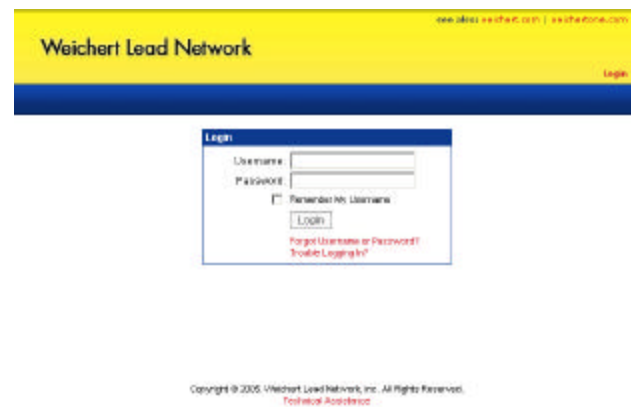 see also: weichert.com | weichertone.com
Weichert Lead Network
Login
Login
Username:
Password:
Remember My Username
Login
Forgot Username or Password?
Trouble Logging In?
Copyright © 2005, Weichert Lead Network, Inc. All Rights Reserved.
Technical Assistance